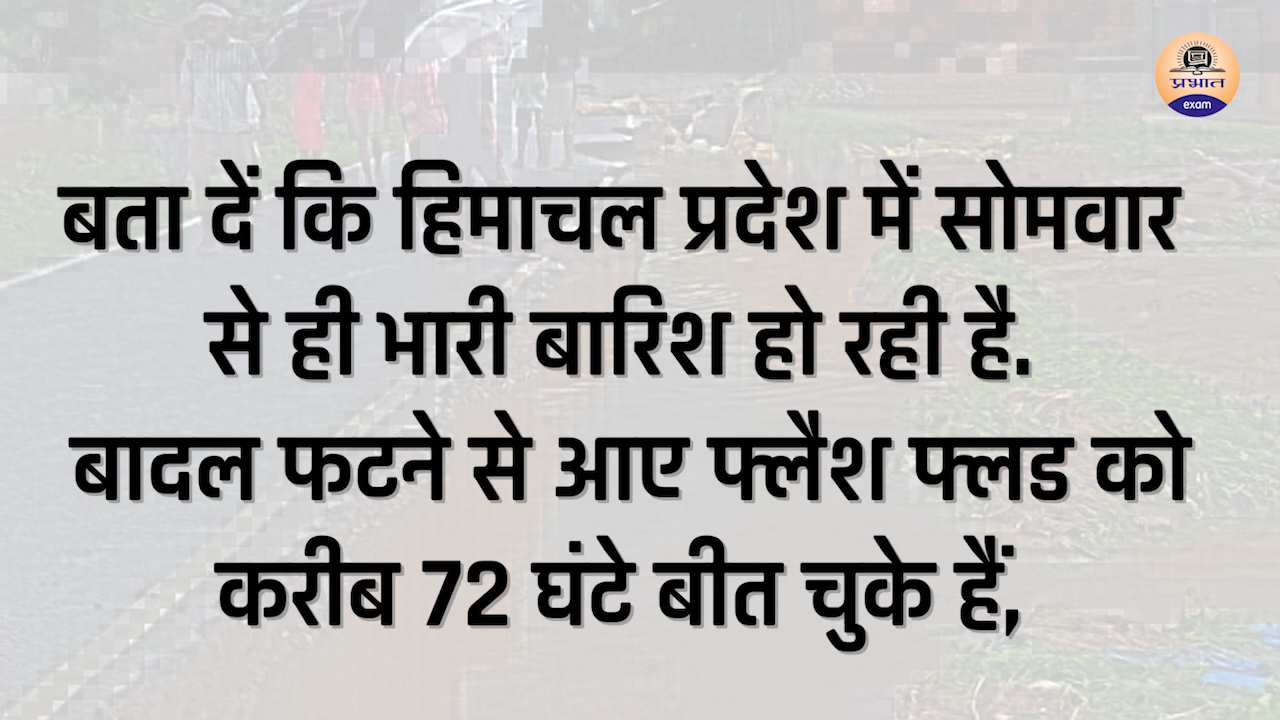 प्रभात
exam
बता दें कि हिमाचल प्रदेश में सोमवार
से ही भारी बारिश हो रही है.
बादल फटने से आए फ्लैश फ्लड को
करीब 72 घंटे बीत चुके हैं,